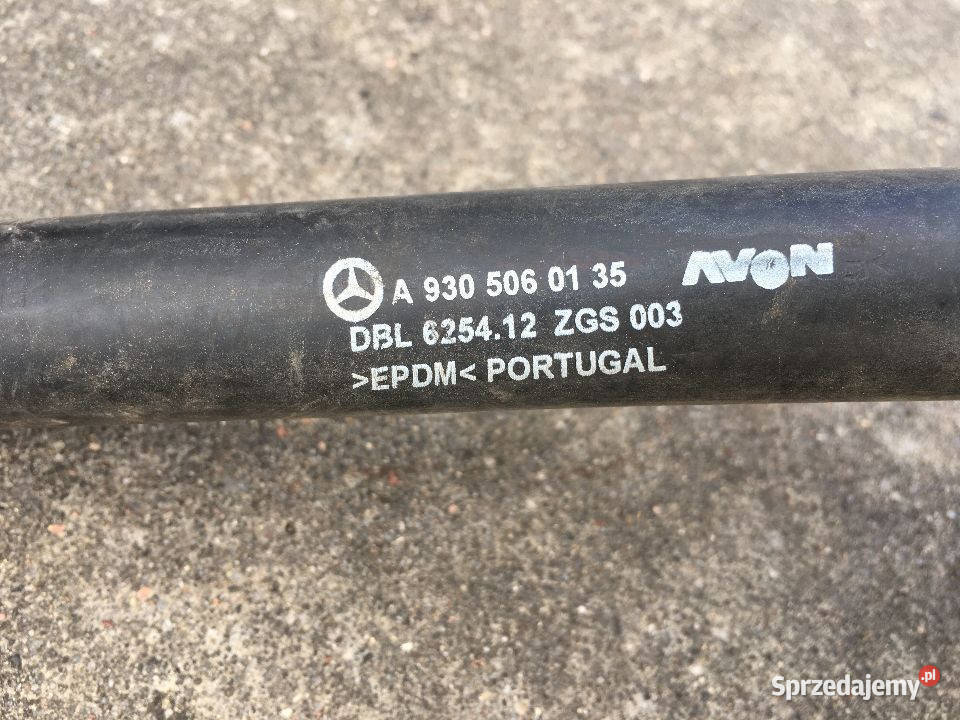 A 930 506 01 35 AVON
DBL 6254.12 ZGS 003
>EPDM< PORTUGAL
Sprzedajemy.pl